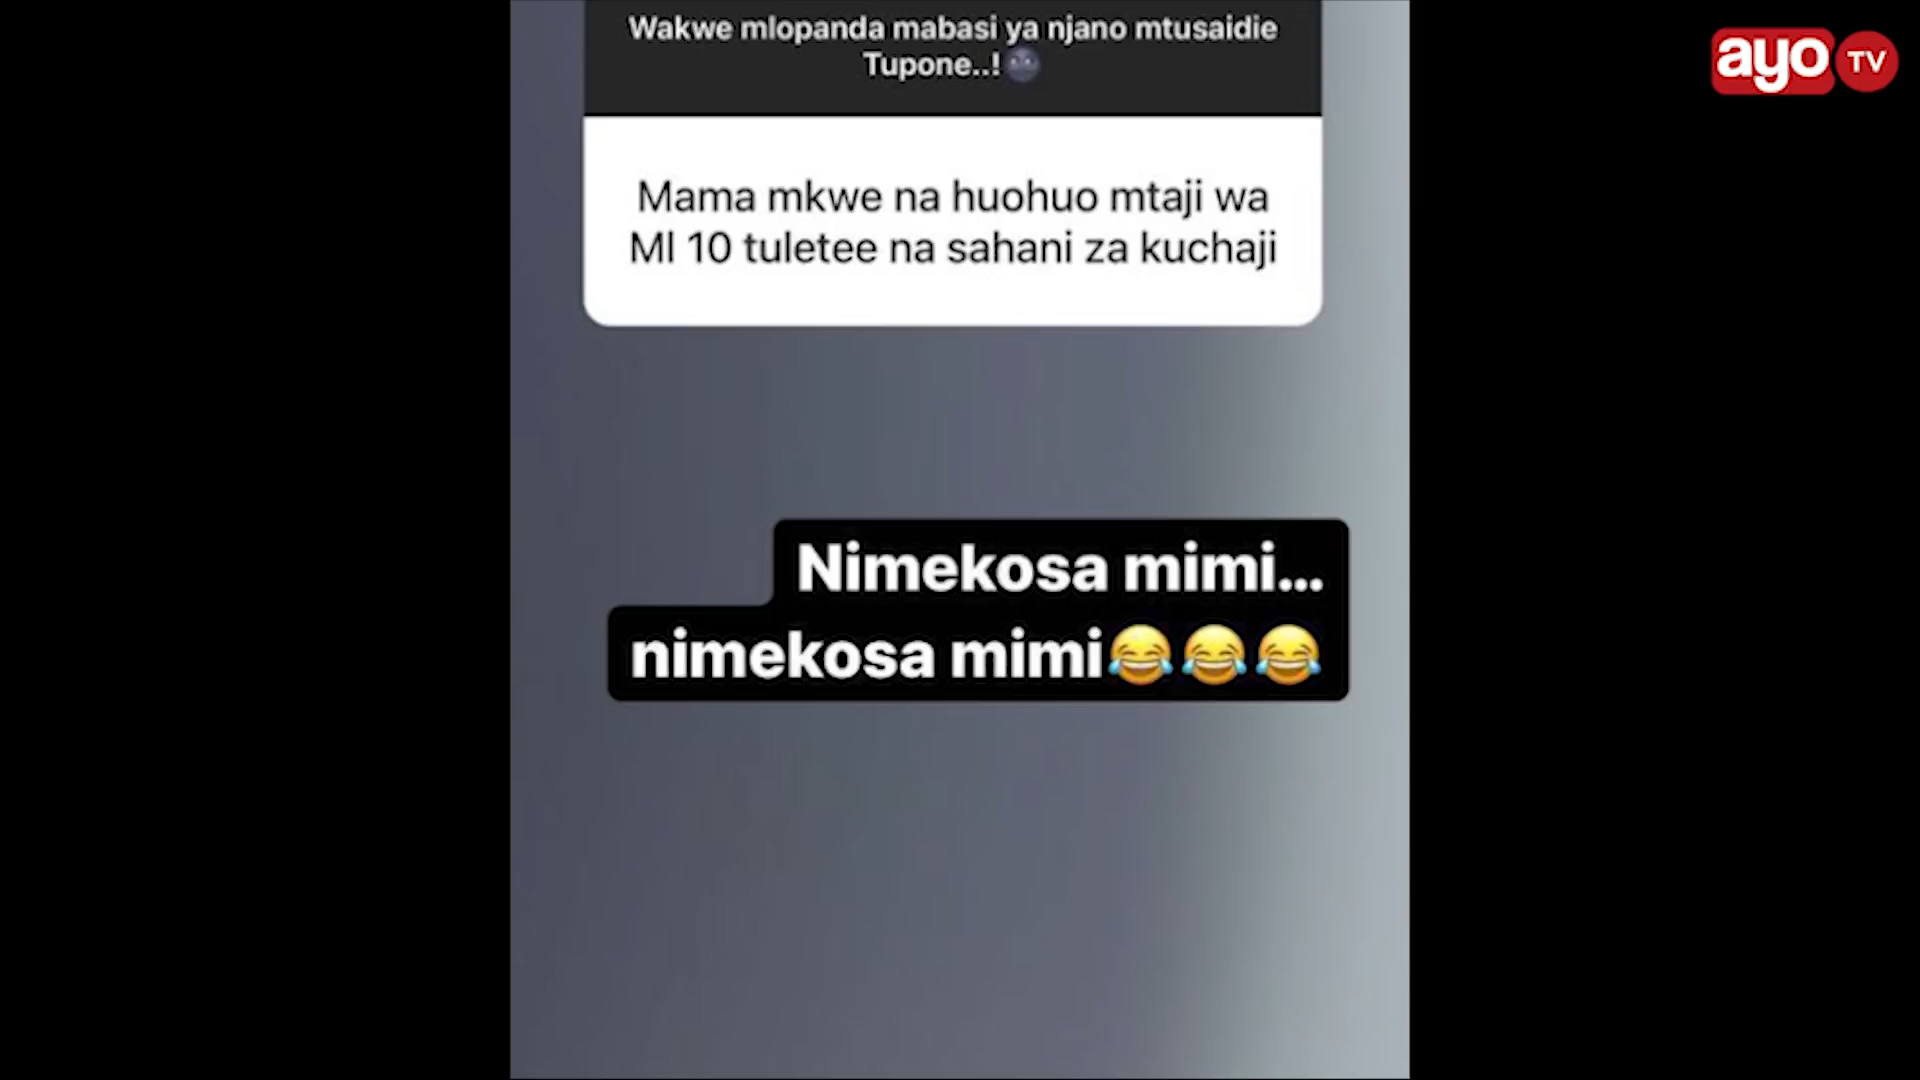 Wakwe mlopanda mabasi ya njano mtusaidie
Tupone..!🌚
ayo TV
Mama mkwe na huohuo mtaji wa
Ml 10 tuletee na sahani za kuchaji
Nimekosa mimi...
nimekosa mimi😂😂😂